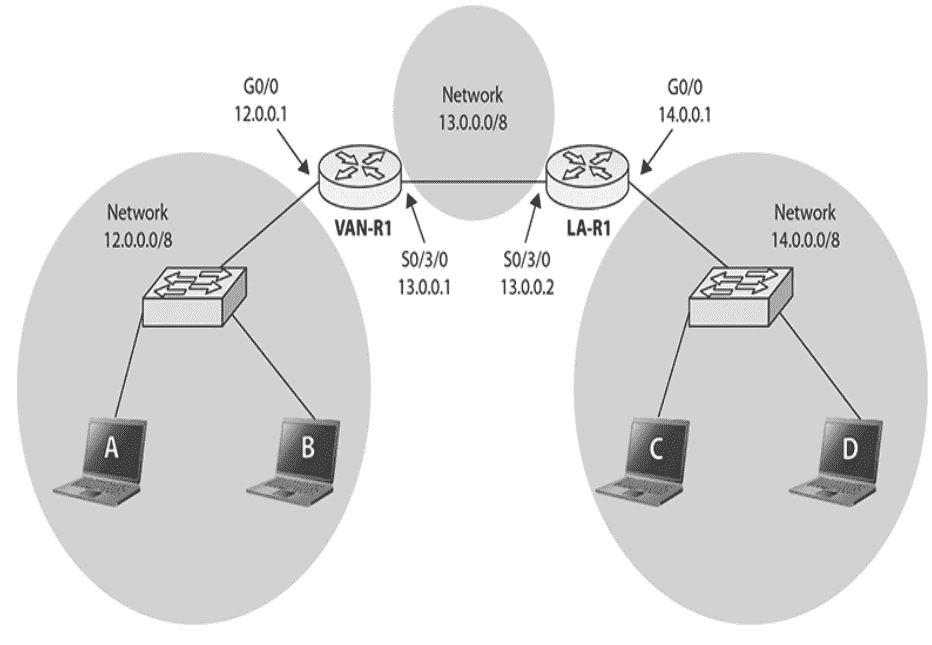 G0/0
12.0.0.1
Network
13.0.0.0/8
G0/0
14.0.0.1
Network
12.0.0.0/8
VAN-R1
LA-R1
Network
14.0.0.0/8
S0/3/0
13.0.0.1
S0/3/0
13.0.0.2
A
B
C
D